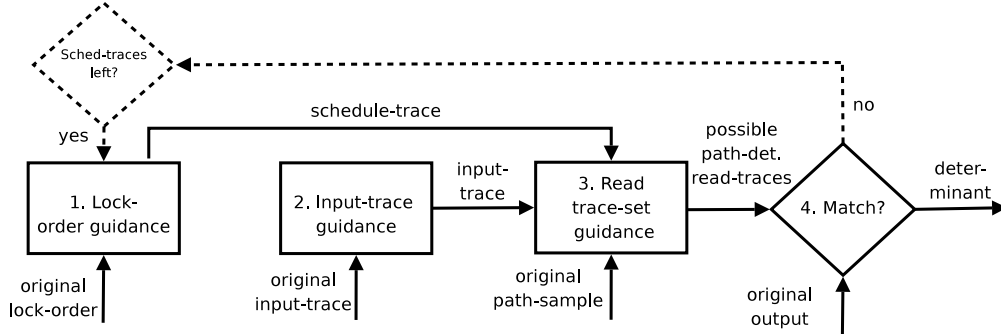 Sched-traces
left?
yes
schedule-trace
no
1. Lock-
order guidance
2. Input-trace
guidance
input-
trace
3. Read
trace-set
guidance
possible
path-det.
read-traces
4. Match?
deter-
minant
original
lock-order
original
input-trace
original
path-sample
original
output